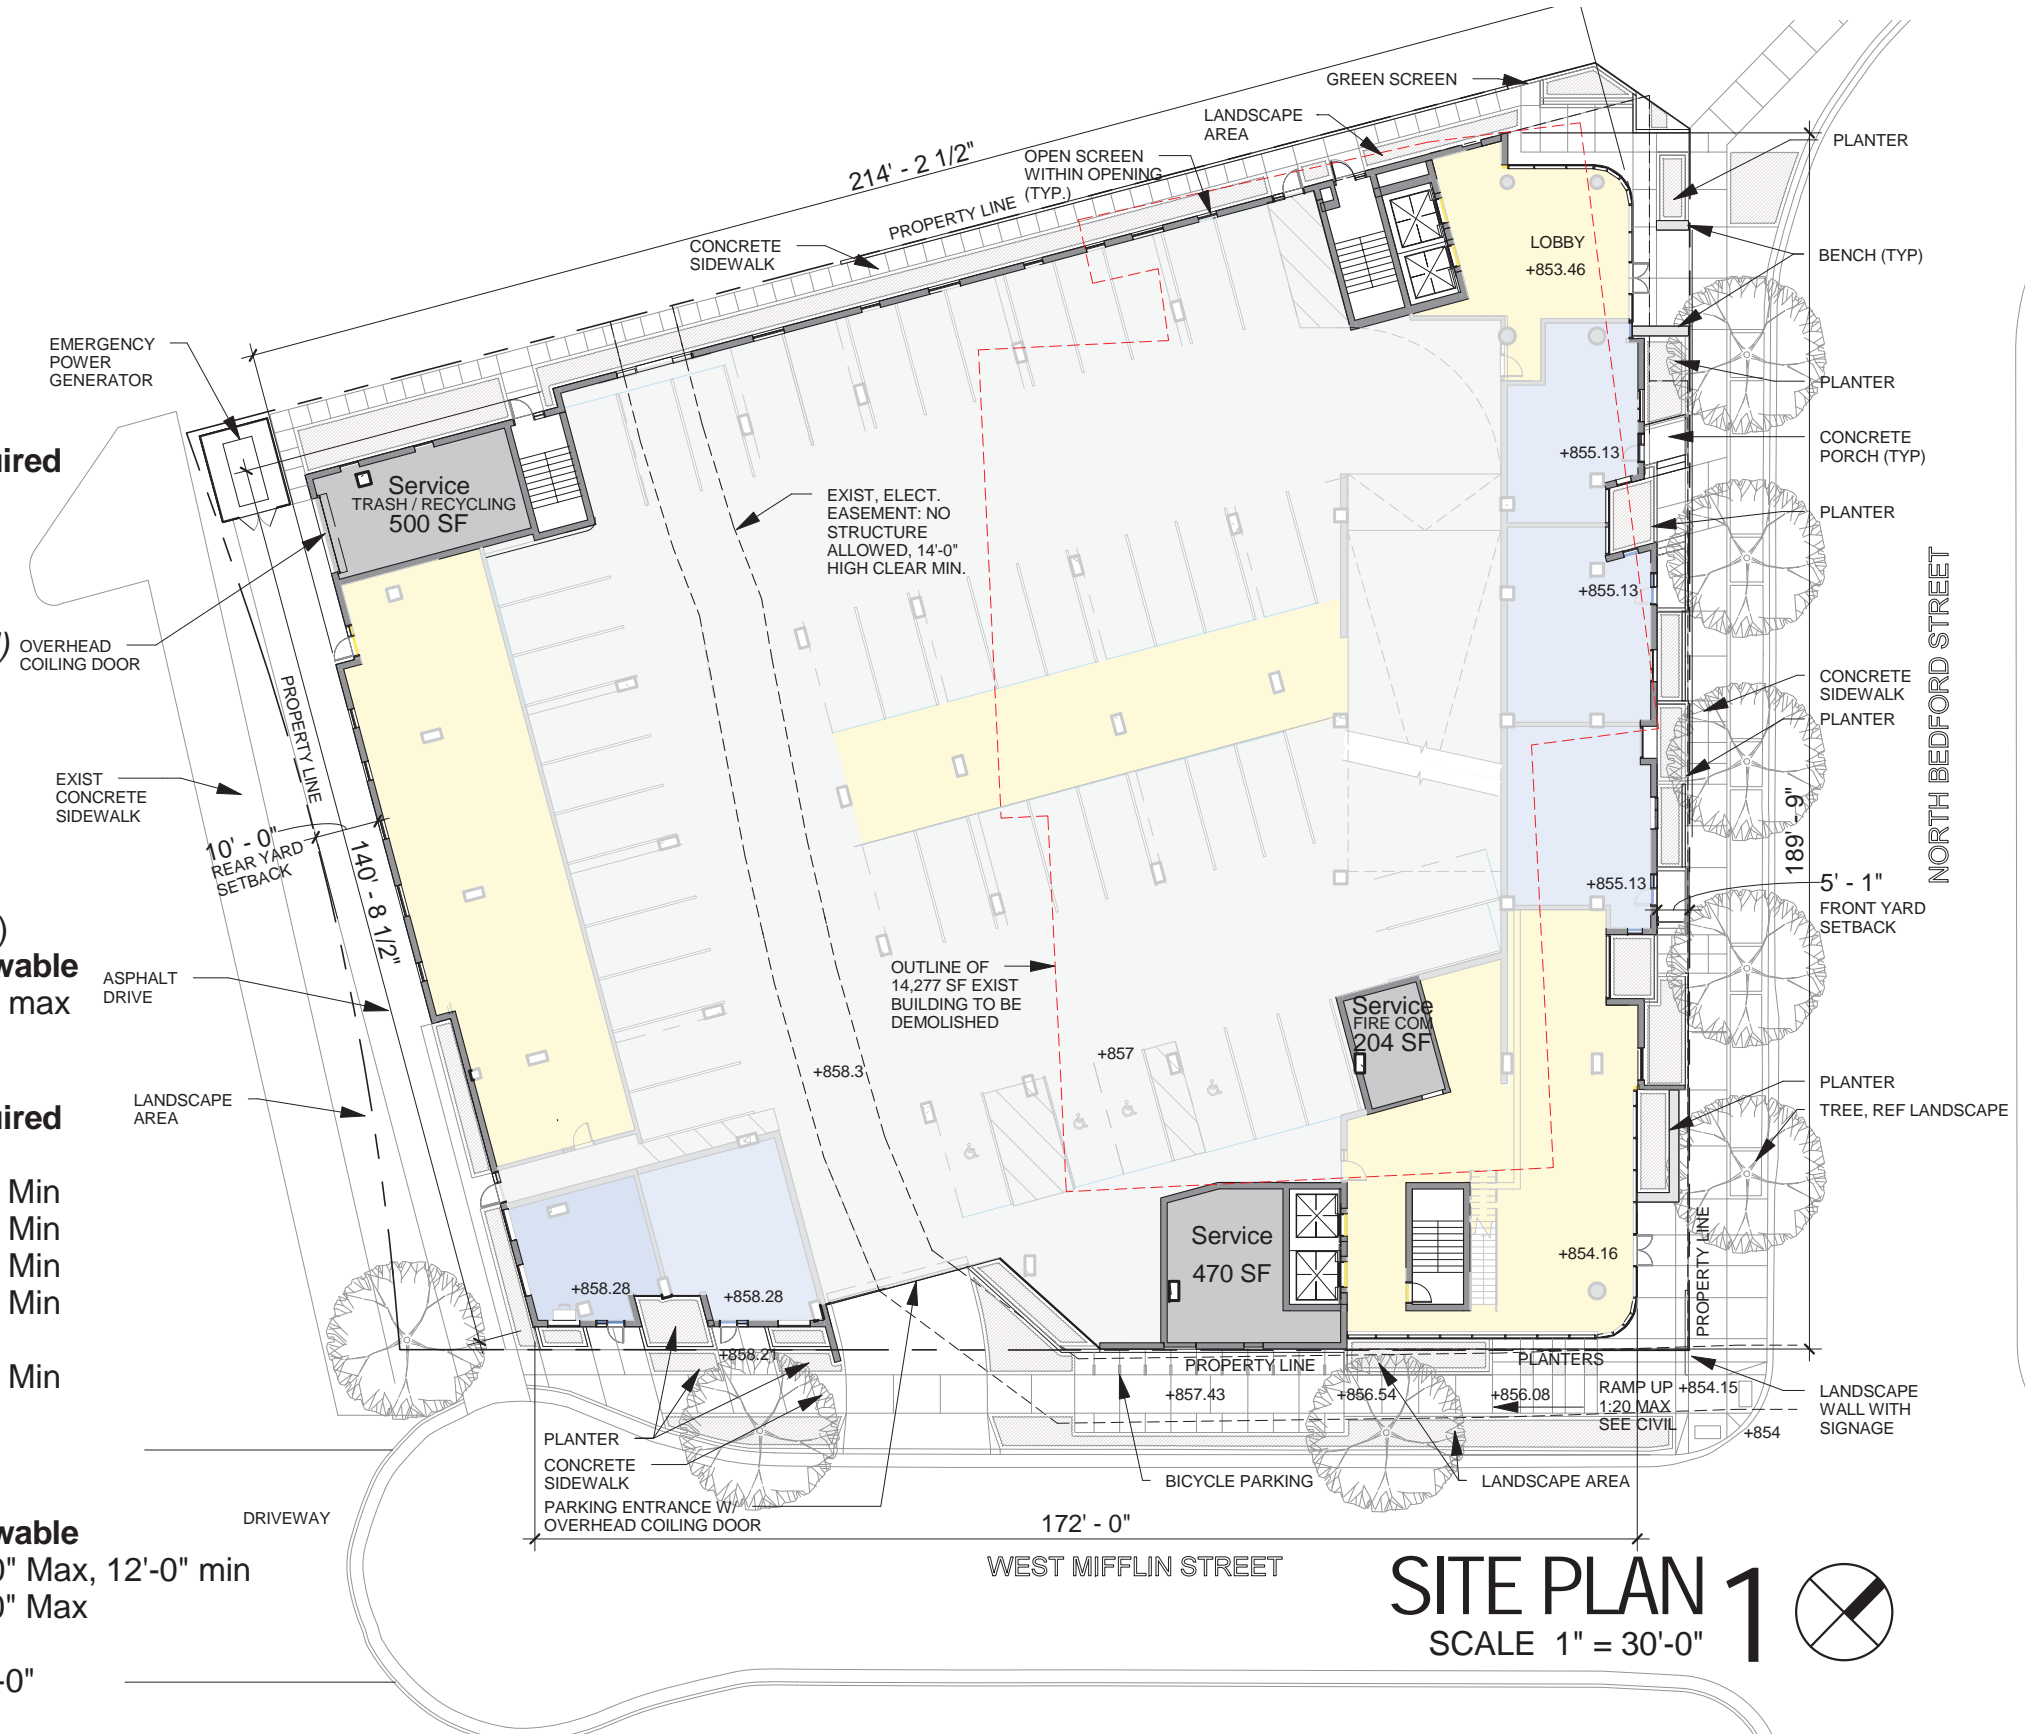 GREEN SCREEN
LANDSCAPE
AREA
OPEN SCREEN
WITHIN OPENING
(TYP.)
214' - 2 1/2"
PROPERTY LINE
CONCRETE
SIDEWALK
PLANTER
LOBBY
+853.46
BENCH (TYP)
EMERGENCY
POWER
GENERATOR
PLANTER
CONCRETE
PORCH (TYP)
+855.13
uired
Service
TRASH / RECYCLING
500 SF
EXIST, ELECT.
EASEMENT: NO
STRUCTURE
ALLOWED, 14'-0"
HIGH CLEAR MIN.
PLANTER
NORTH BEDFORD STREET
+855.13
)
OVERHEAD
COILING DOOR
PROPERTY LINE
CONCRETE
SIDEWALK
PLANTER
EXIST
CONCRETE
SIDEWALK
10' - 0"
REAR YARD
SETBACK
140' - 8 1/2"
189' - 9"
+855.13
5' - 1"
FRONT YARD
SETBACK
)
wable
max
ASPHALT
DRIVE
OUTLINE OF
14,277 SF EXIST
BUILDING TO BE
DEMOLISHED
Service
FIRE COM
204 SF
+857
+858.3
LANDSCAPE
AREA
uired
PLANTER
TREE, REF LANDSCAPE
Min
Min
Min
Min
Min
Service
470 SF
+854.16
PROPERTY LINE
+858.28
+858.28
+858.21
PROPERTY LINE
PLANTERS
+857.43
+856.54
+856.08
RAMP UP
1:20 MAX
SEE CIVIL
+854.15
+854
LANDSCAPE
WALL WITH
SIGNAGE
PLANTER
CONCRETE
SIDEWALK
PARKING ENTRANCE W/
OVERHEAD COILING DOOR
BICYCLE PARKING
LANDSCAPE AREA
DRIVEWAY
172' - 0"
WEST MIFFLIN STREET
wable
0" Max, 12'-0" min
0" Max
-0"
SITE PLAN 1
SCALE 1" = 30'-0"